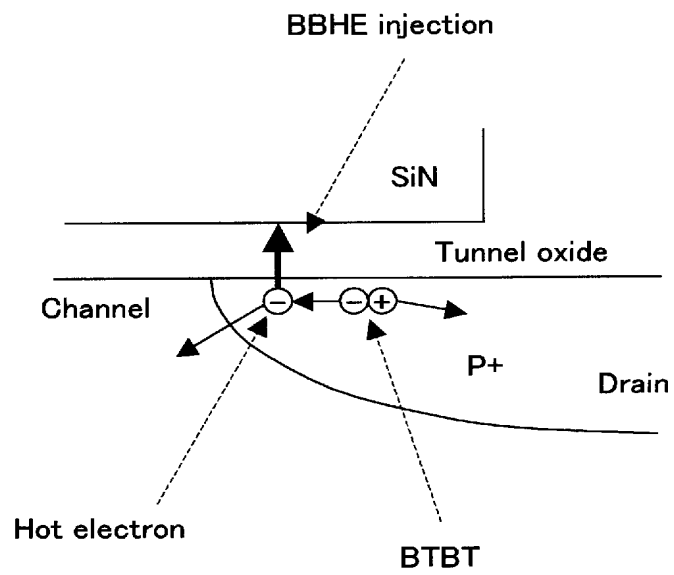 BBHE injection
SiN
Tunnel oxide
Channel
− − +
P+
Drain
Hot electron
BTBT